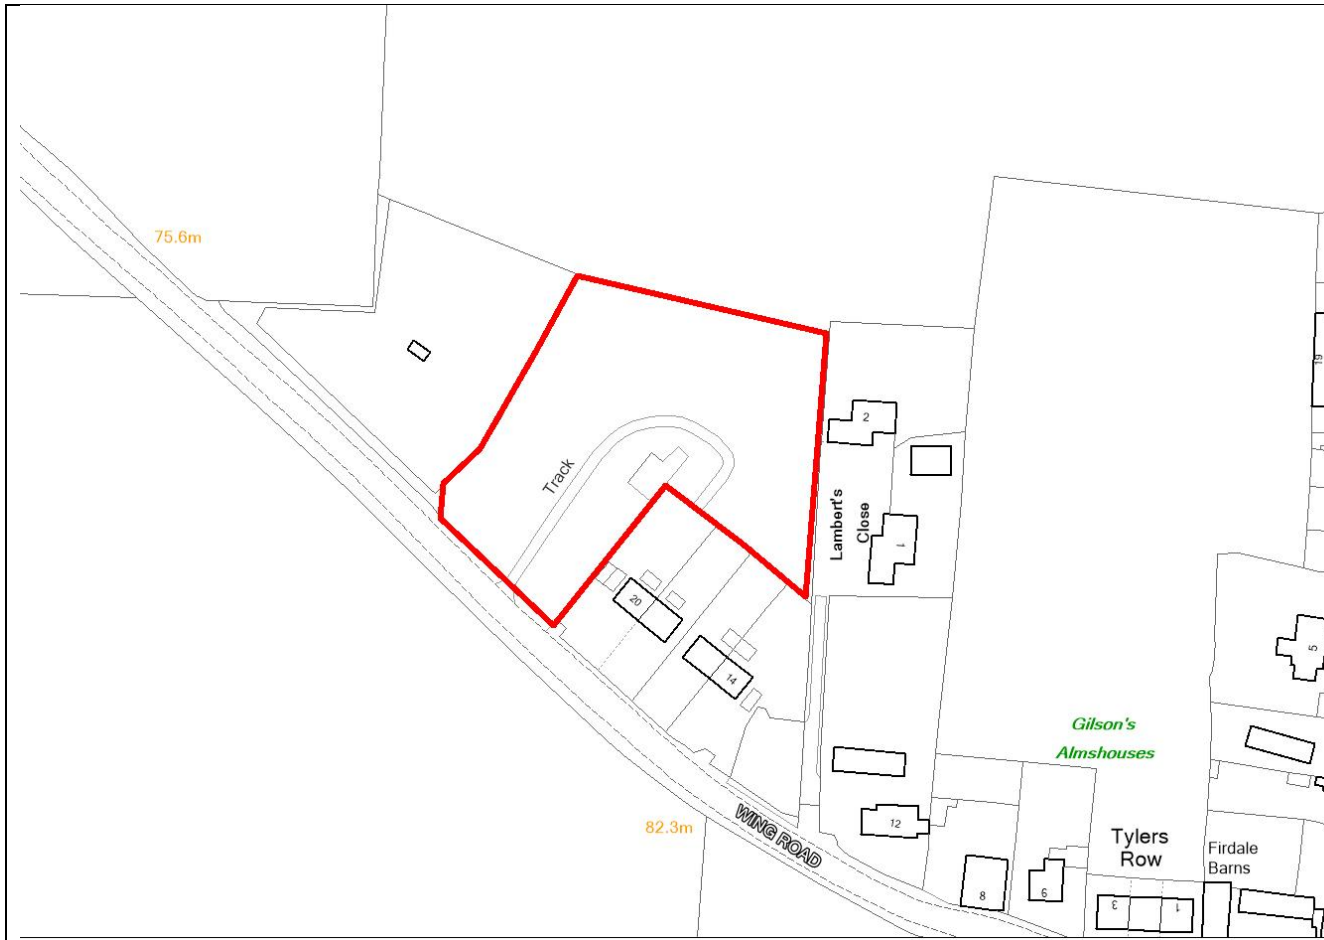 75.6m
19
2
Track
Lambert's
Close
1
20
5
14
Gilson's
Almshouses
82.3m
WING ROAD
12
Tylers
Row
Firdale
Barns
8
6
3
1